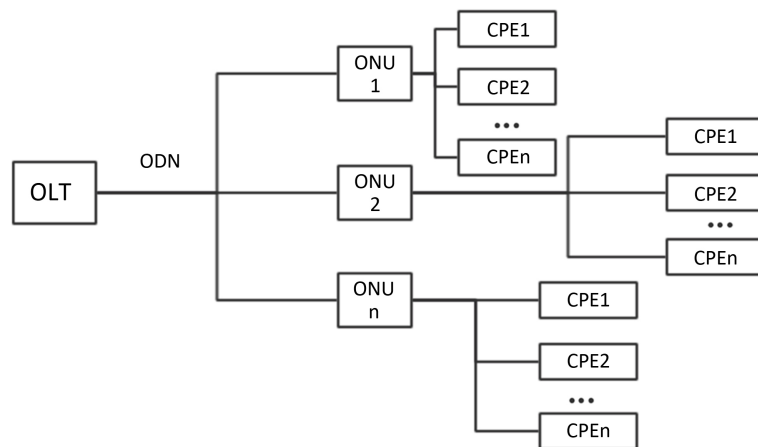 OLT
ODN
ONU
1
CPE1
CPE2
...
CPEn
ONU
2
CPE1
CPE2
...
CPEn
ONU
n
CPE1
CPE2
...
CPEn